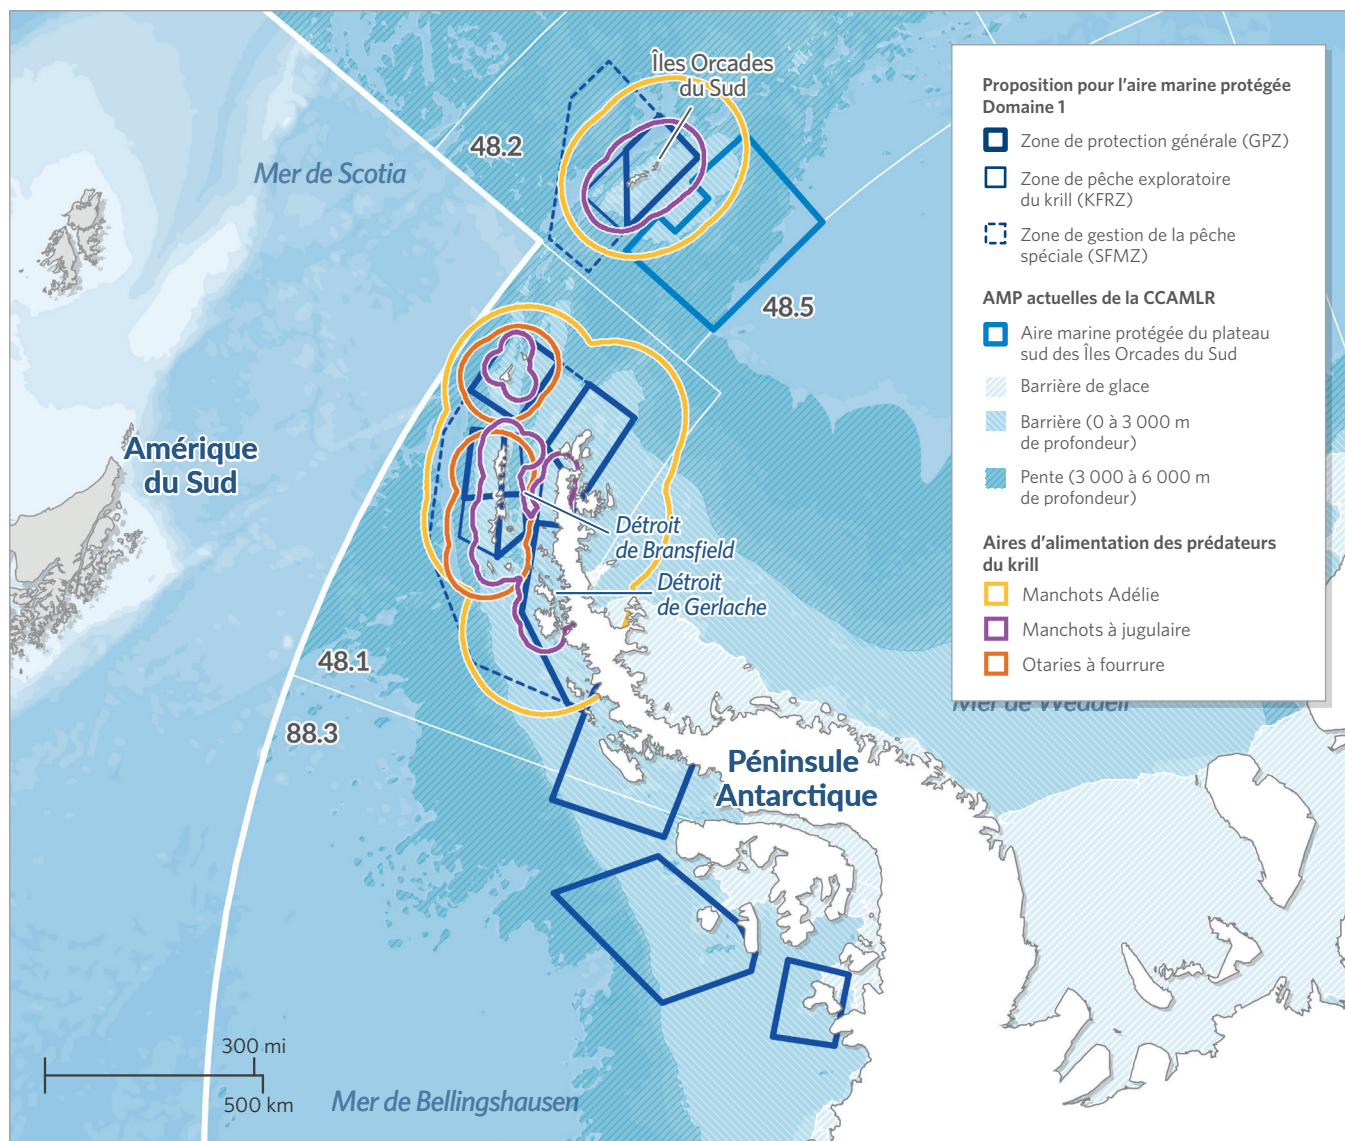 Îles Orcades
du Sud
48.2
Mer de Scotia
48.5
Amérique
du Sud
Détroit
de Bransfield
Détroit
de Gerlache
48.1
88.3
Mer de Weddell
Péninsule
Antarctique
300 mi
500 km
Mer de Bellingshausen
Proposition pour l'aire marine protégée
Domaine 1
Zone de protection générale (GPZ)
Zone de pêche exploratoire
du krill (KFRZ)
Zone de gestion de la pêche
spéciale (SFMZ)
AMP actuelles de la CCAMLR
Aire marine protégée du plateau
sud des Îles Orcades du Sud
Barrière de glace
Barrière (0 à 3 000 m
de profondeur)
Pente (3 000 à 6 000 m
de profondeur)
Aires d'alimentation des prédateurs
du krill
Manchots Adélie
Manchots à jugulaire
Otaries à fourrure